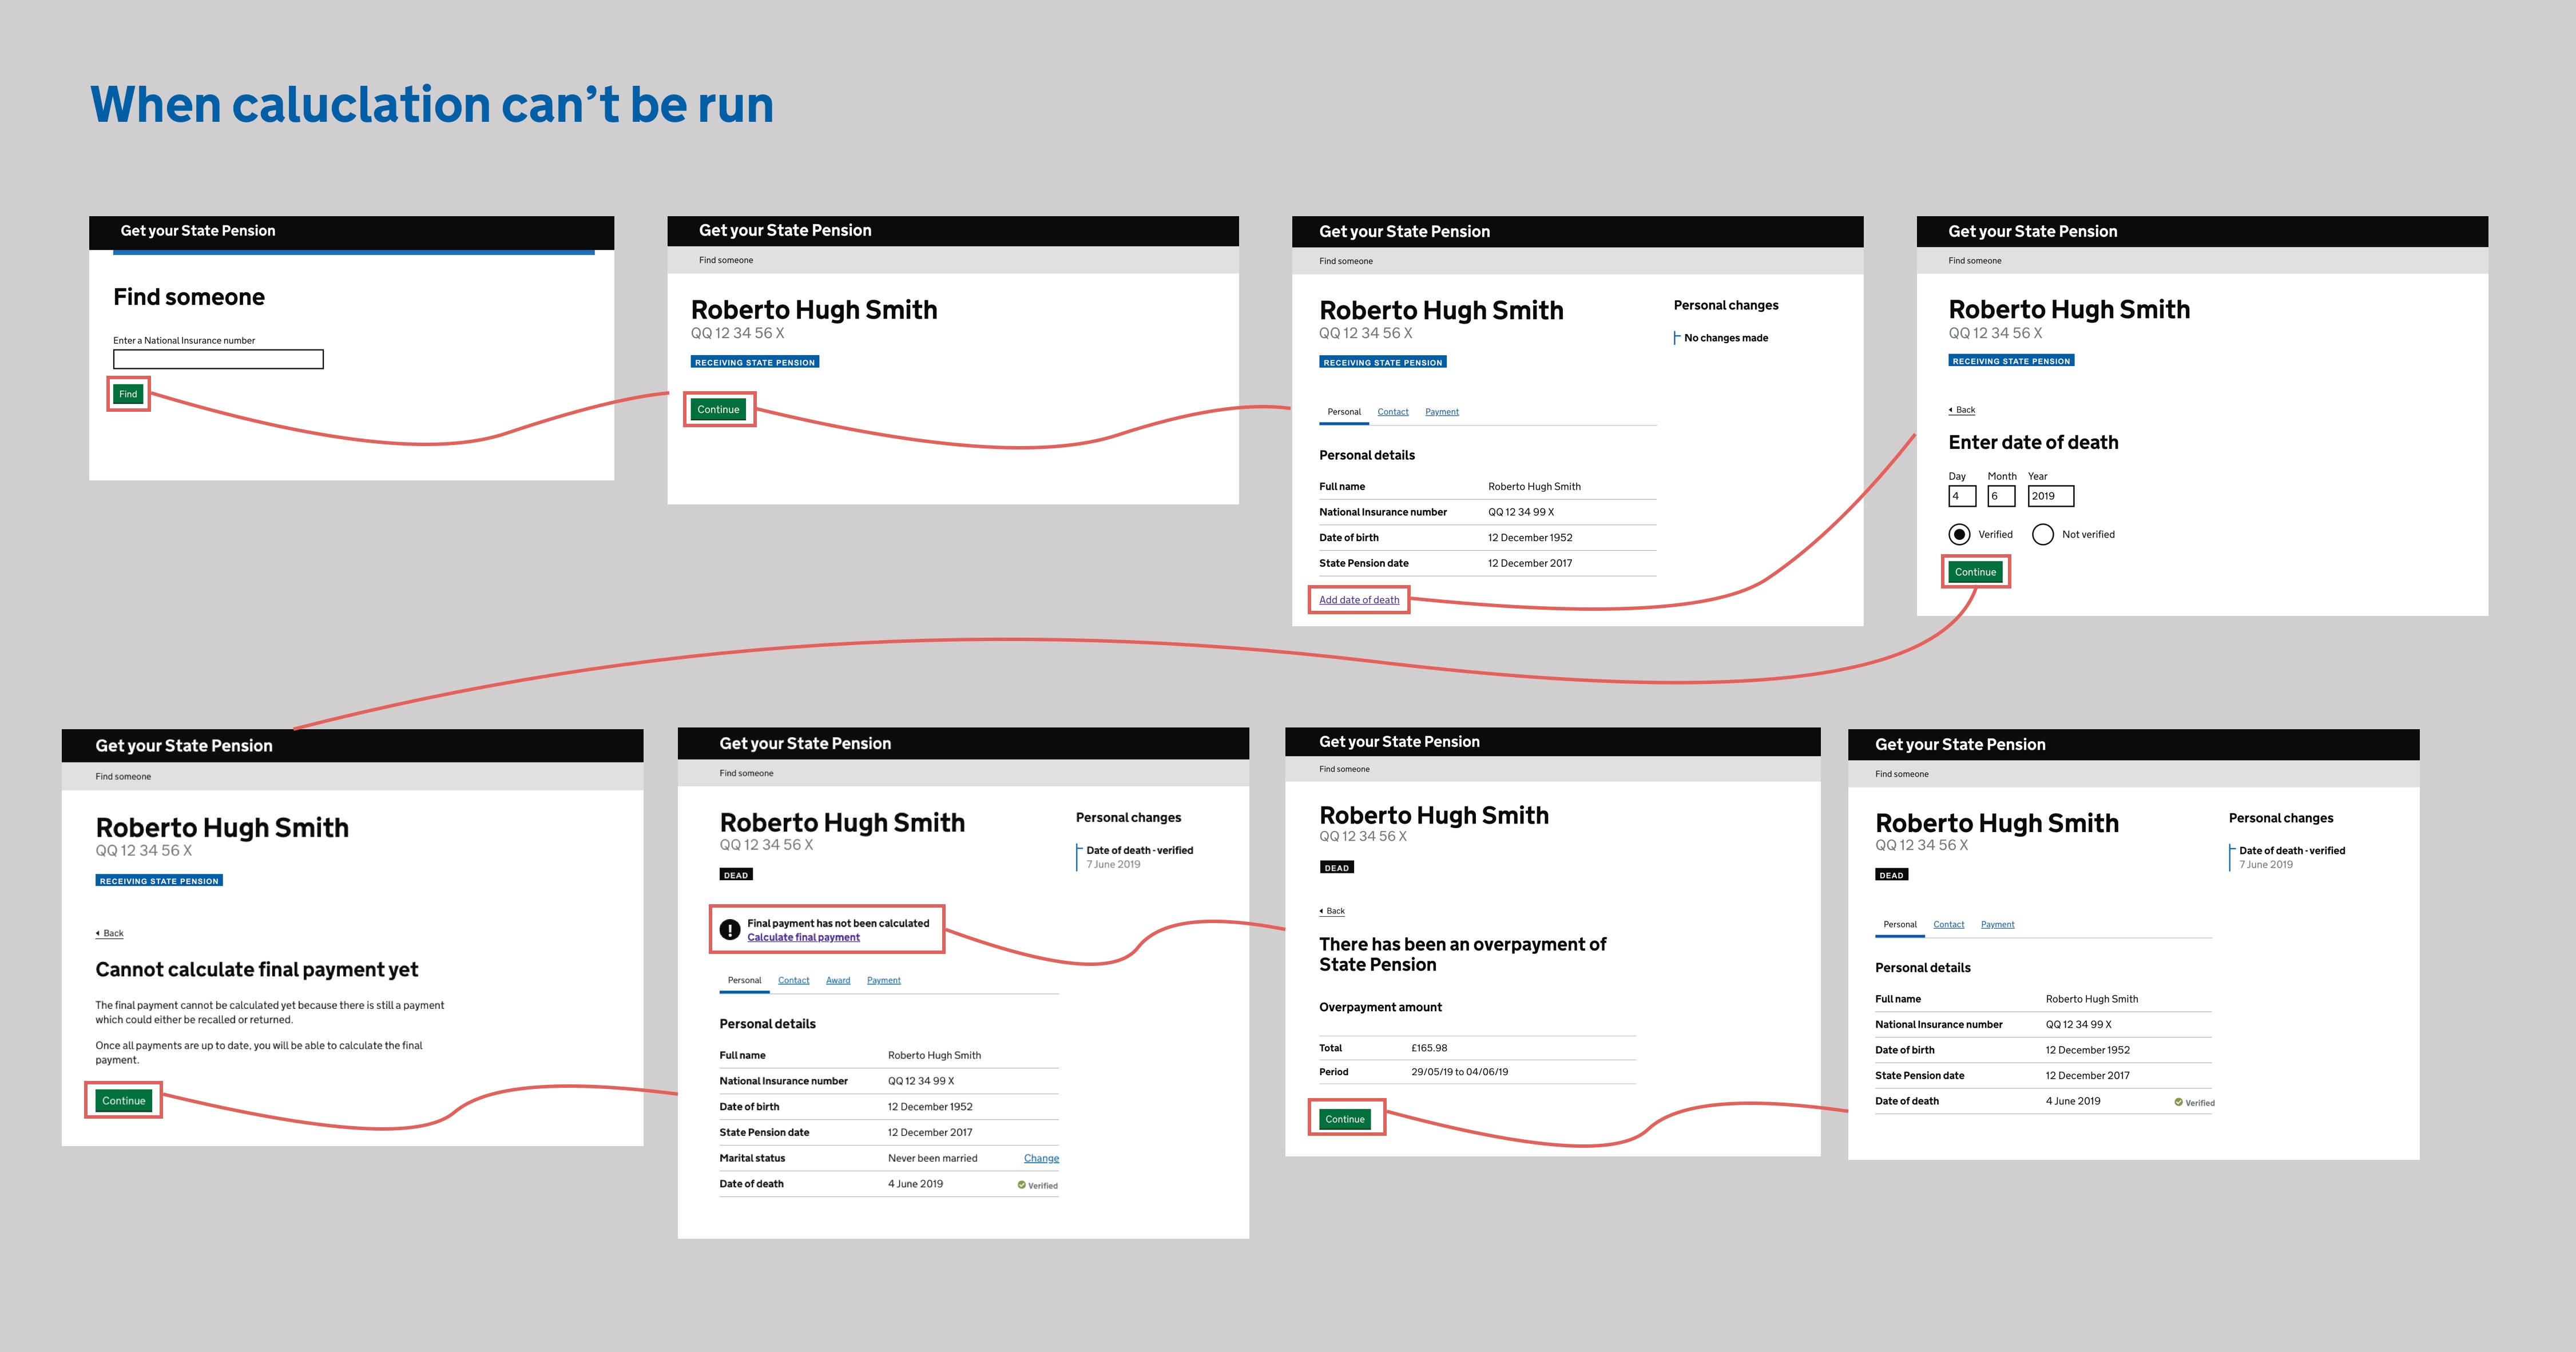 When caluclation can’t be run
Get your State Pension
Find someone
Enter a National Insurance number
Find
Get your State Pension
Find someone
Roberto Hugh Smith
QQ 12 34 56 X
RECEIVING STATE PENSION
Continue
Get your State Pension
Find someone
Roberto Hugh Smith
QQ 12 34 56 X
RECEIVING STATE PENSION
Personal changes
No changes made
Personal Contact Payment
Personal details
Full name Roberto Hugh Smith
National Insurance number QQ 12 34 99 X
Date of birth 12 December 1952
State Pension date 12 December 2017
Add date of death
Get your State Pension
Find someone
Roberto Hugh Smith
QQ 12 34 56 X
RECEIVING STATE PENSION
Back
Enter date of death
Day Month Year
4 6 2019
Verified Not verified
Continue
Get your State Pension
Find someone
Roberto Hugh Smith
QQ 12 34 56 X
RECEIVING STATE PENSION
Back
Cannot calculate final payment yet
The final payment cannot be calculated yet because there is still a payment
which could either be recalled or returned.
Once all payments are up to date, you will be able to calculate the final
payment.
Continue
Get your State Pension
Find someone
Roberto Hugh Smith
QQ 12 34 56 X
DEAD
Personal changes
Date of death - verified
7 June 2019
! Final payment has not been calculated
Calculate final payment
Personal Contact Award Payment
Personal details
Full name Roberto Hugh Smith
National Insurance number QQ 12 34 99 X
Date of birth 12 December 1952
State Pension date 12 December 2017
Marital status Never been married Change
Date of death 4 June 2019 Verified
Get your State Pension
Find someone
Roberto Hugh Smith
QQ 12 34 56 X
DEAD
Back
There has been an overpayment of
State Pension
Overpayment amount
Total £165.98
Period 29/05/19 to 04/06/19
Continue
Get your State Pension
Find someone
Roberto Hugh Smith
QQ 12 34 56 X
DEAD
Personal changes
Date of death - verified
7 June 2019
Personal Contact Payment
Personal details
Full name Roberto Hugh Smith
National Insurance number QQ 12 34 99 X
Date of birth 12 December 1952
State Pension date 12 December 2017
Date of death 4 June 2019 Verified